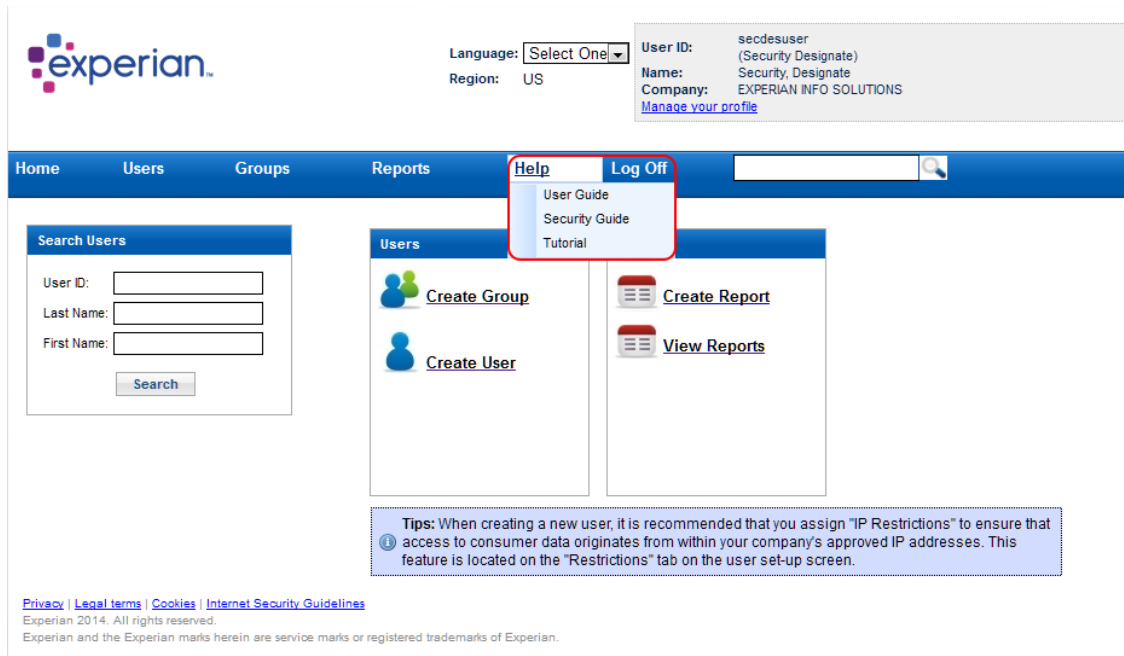 experian™
Language: Select One
Region: US
User ID: secdesuser
(Security Designate)
Name: Security, Designate
Company: EXPERIAN INFO SOLUTIONS
Manage your profile
Home Users Groups Reports Help Log Off
User Guide
Security Guide
Tutorial
Search Users
User ID:
Last Name:
First Name:
Search
Users
Create Group
Create User
Create Report
View Reports
Tips: When creating a new user, it is recommended that you assign "IP Restrictions" to ensure that
access to consumer data originates from within your company's approved IP addresses. This
feature is located on the "Restrictions" tab on the user set-up screen.
Privacy | Legal terms | Cookies | Internet Security Guidelines
Experian 2014. All rights reserved.
Experian and the Experian marks herein are service marks or registered trademarks of Experian.